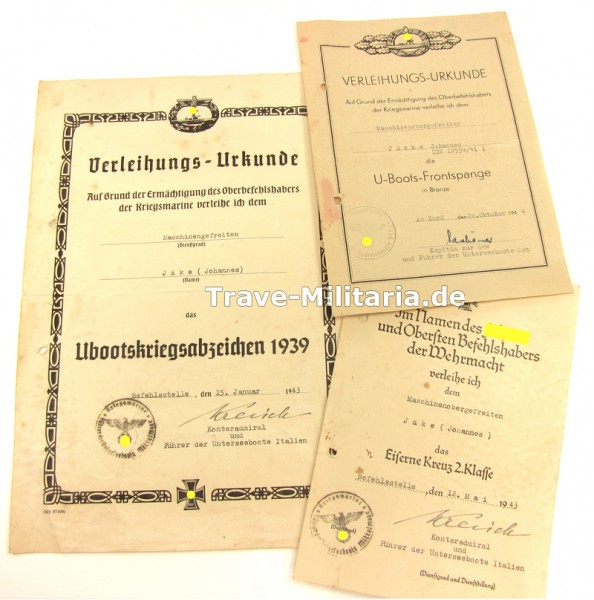 Verleihungs-Urkunde
Auf Grund der Ermächtigung des Oberbefehlshabers
der Kriegsmarine verleihe ich dem
Maschinengefreiten
(Dienstgrad)
Jäke (Johannes)
(Name)
das
Ubootskriegsabzeichen 1939
Befehlsstelle, den 15. Januar 1943
Konteradmiral
und
Führer der Unterseeboote Italien
VERLEIHUNGS-URKUNDE
Auf Grund der Ermächtigung des Oberbefehlshabers
der Kriegsmarine verleihe ich dem
Maschinenobergefreiten
Jäke Johannes
die
U-Boots-Frontspange
in Bronze
An Bord, den 20. Oktober 194
Kapitän zur See
und Führer der Unterseeboote
Trave-Militaria.de
Im Namen des
und Obersten Befehlshabers
der Wehrmacht
verleihe ich
dem
Maschinenobergefreiten
Jäke (Johannes)
das
Eiserne Kreuz 2. Klasse
Befehlsstelle, den 12. Mai 1943
Konteradmiral
und
Führer der Unterseeboote Italien
(Dienstgrad und Dienststellung)